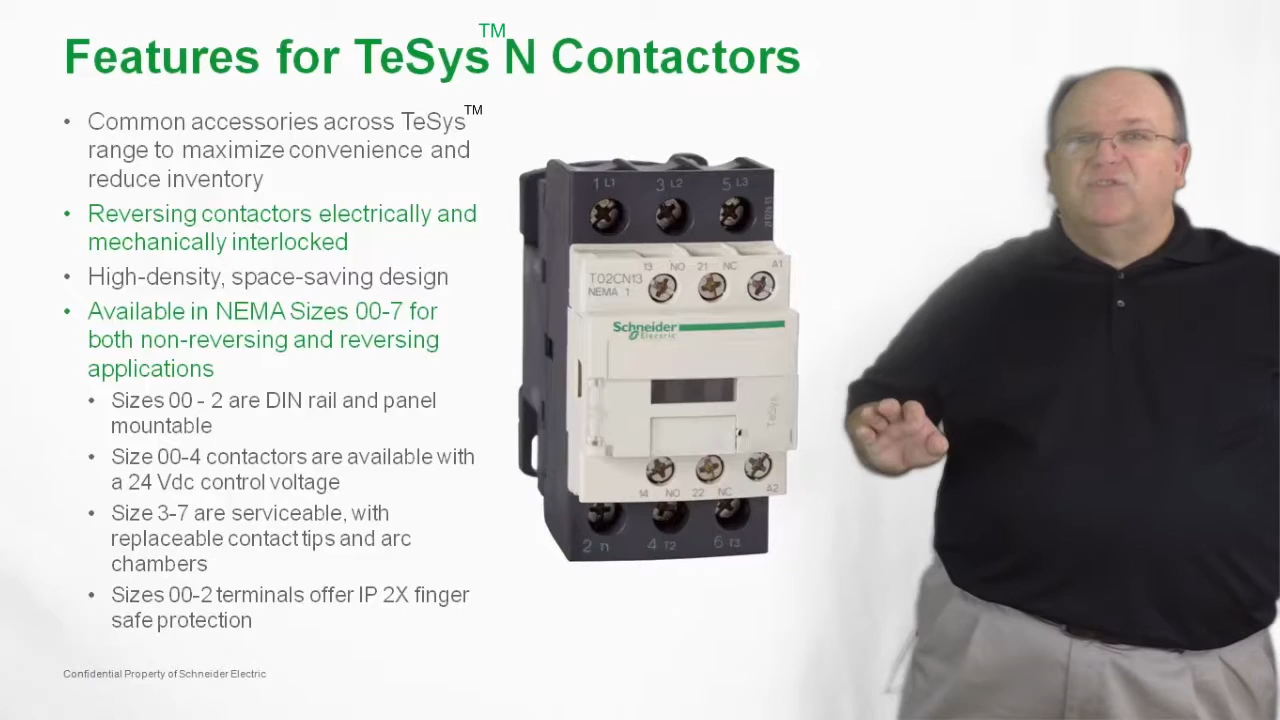 Features for TeSys™ N Contactors
• Common accessories across TeSys™
range to maximize convenience and
reduce inventory
• Reversing contactors electrically and
mechanically interlocked
• High-density, space-saving design
• Available in NEMA Sizes 00-7 for
both non-reversing and reversing
applications
• Sizes 00 - 2 are DIN rail and panel
mountable
• Size 00-4 contactors are available with
a 24 Vdc control voltage
• Size 3-7 are serviceable, with
replaceable contact tips and arc
chambers
• Sizes 00-2 terminals offer IP 2X finger
safe protection
Confidential Property of Schneider Electric
1 L1 3 L2 5 L3
13 NO 21 NC A1
T02CN13
NEMA 1
Schneider
Electric
TeSys
14 NO 22 NC A2
2 T1 4 T2 6 T3